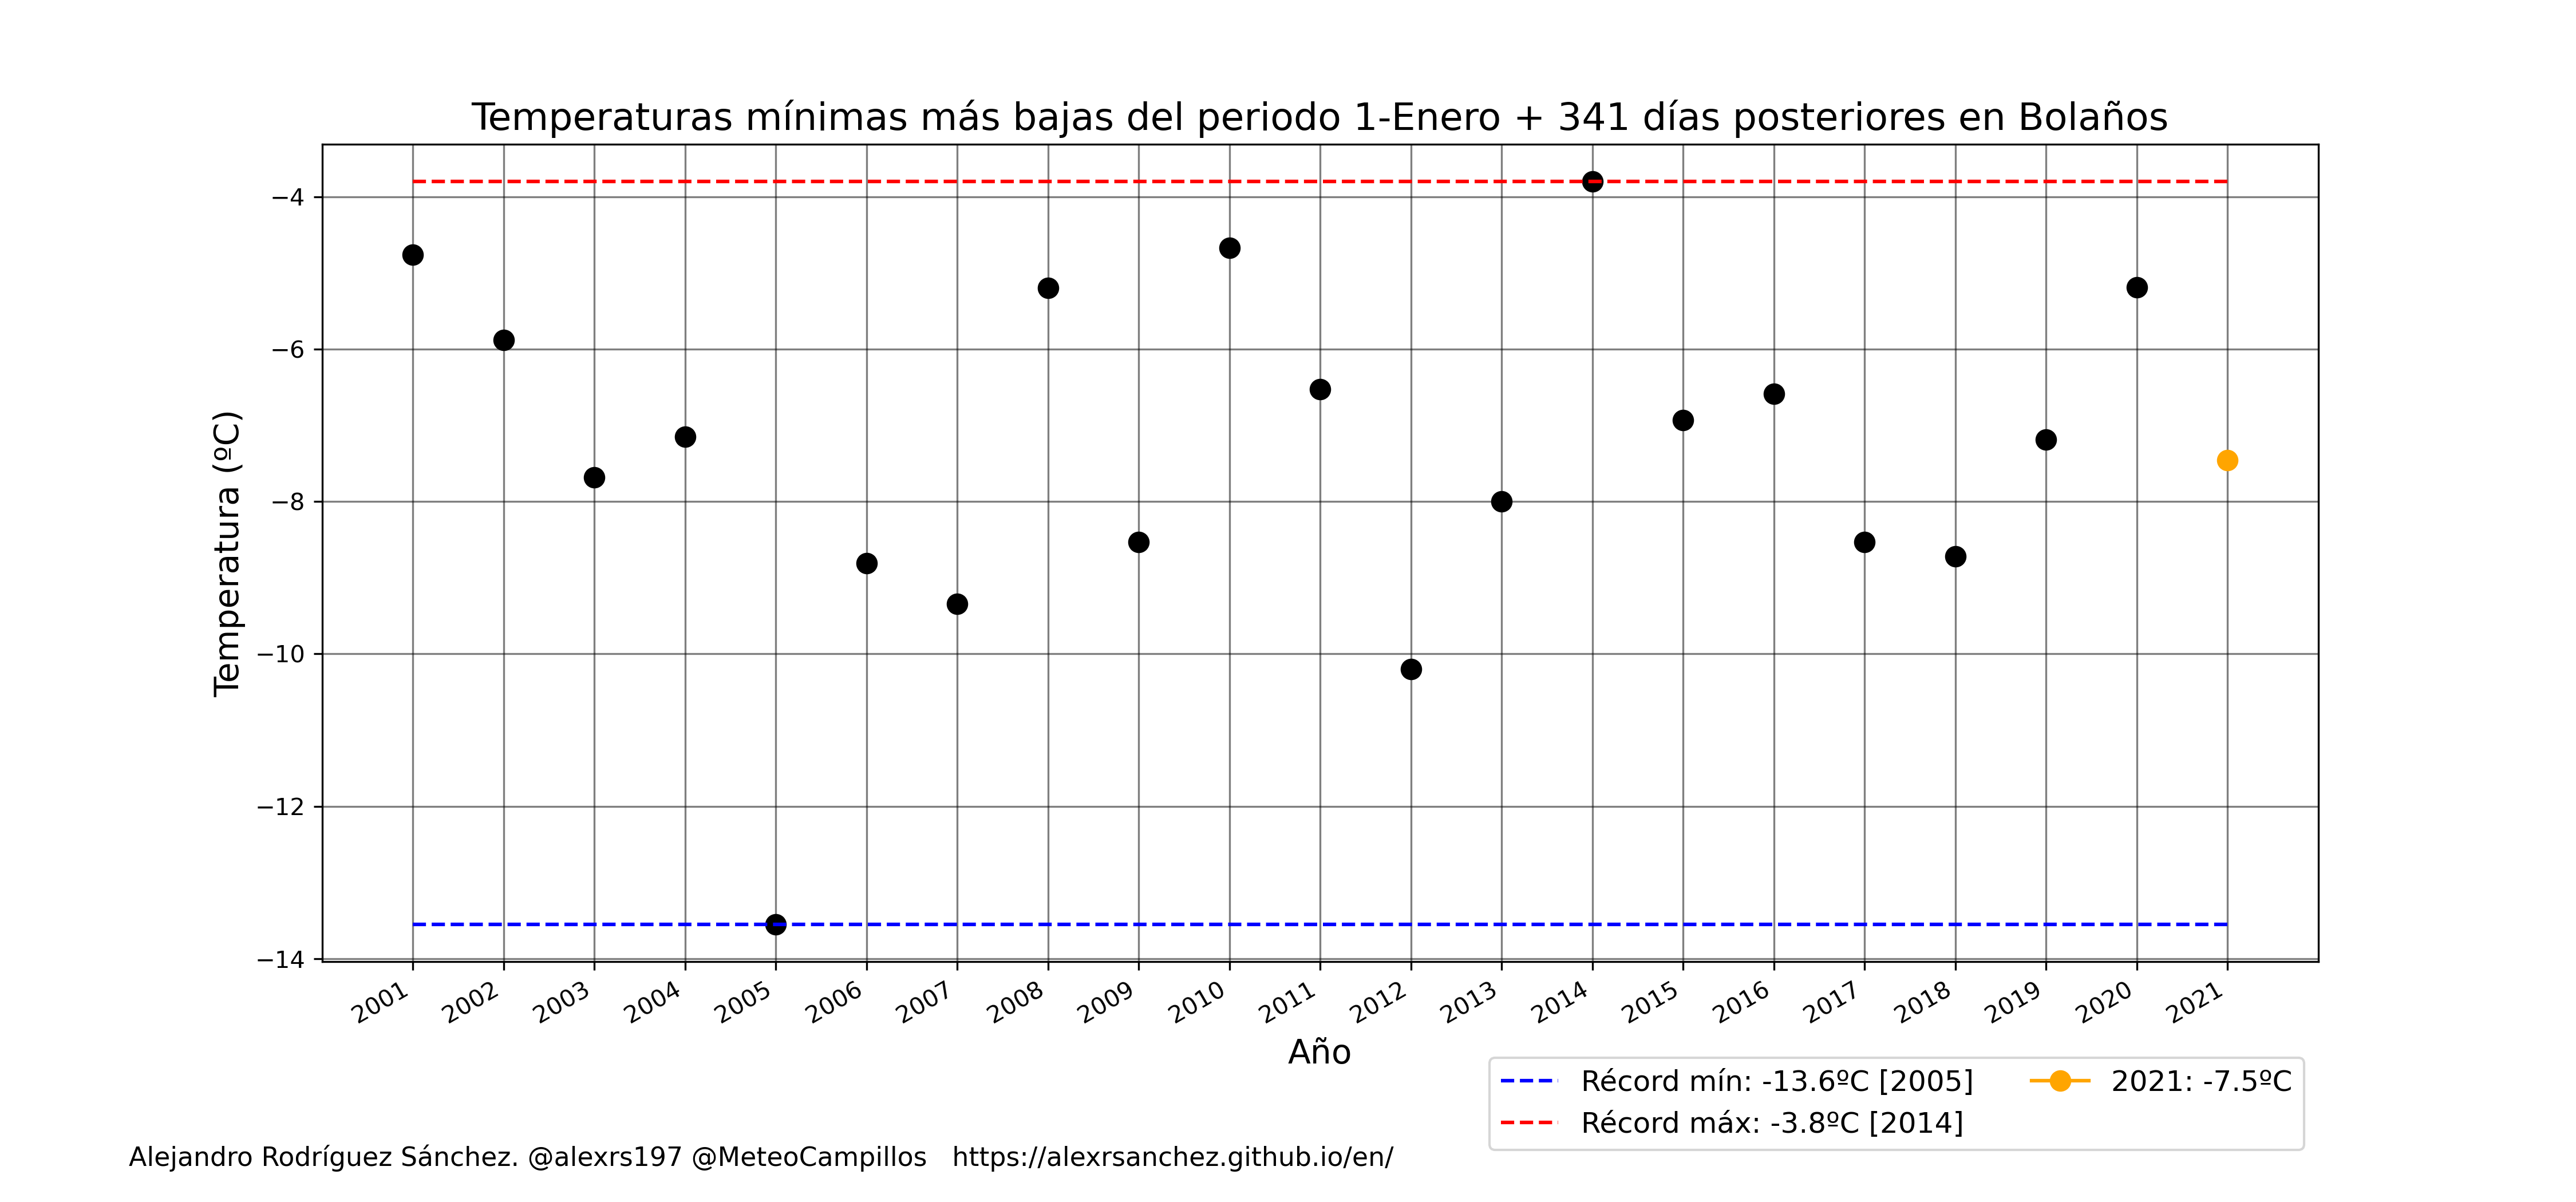 Temperaturas mínimas más bajas del periodo 1-Enero + 341 días posteriores en Bolaños
Temperatura (ºC)
−4
−6
−8
−10
−12
−14
2001 2002 2003 2004 2005 2006 2007 2008 2009 2010 2011 2012 2013 2014 2015 2016 2017 2018 2019 2020 2021
Año
Récord mín: -13.6ºC [2005]
Récord máx: -3.8ºC [2014]
2021: -7.5ºC
Alejandro Rodríguez Sánchez. @alexrs197 @MeteoCampillos https://alexrsanchez.github.io/en/